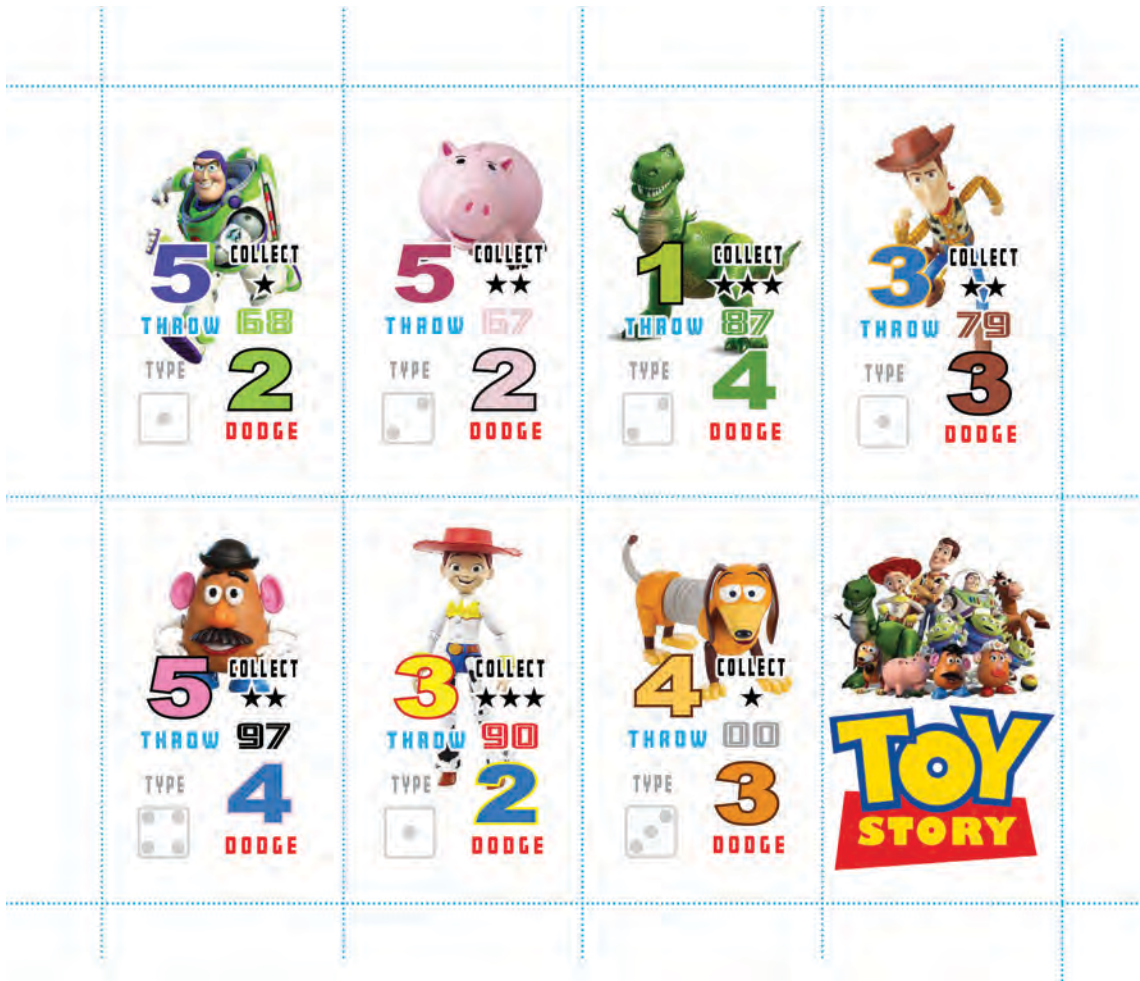 5 COLLECT
THROW 68
TYPE 2
DODGE
5 COLLECT
THROW 67
TYPE 2
DODGE
1 COLLECT
THROW 87
TYPE 4
DODGE
3 COLLECT
THROW 79
TYPE 3
DODGE
5 COLLECT
THROW 97
TYPE 4
DODGE
3 COLLECT
THROW 90
TYPE 2
DODGE
4 COLLECT
THROW 00
TYPE 3
DODGE
TOY
STORY